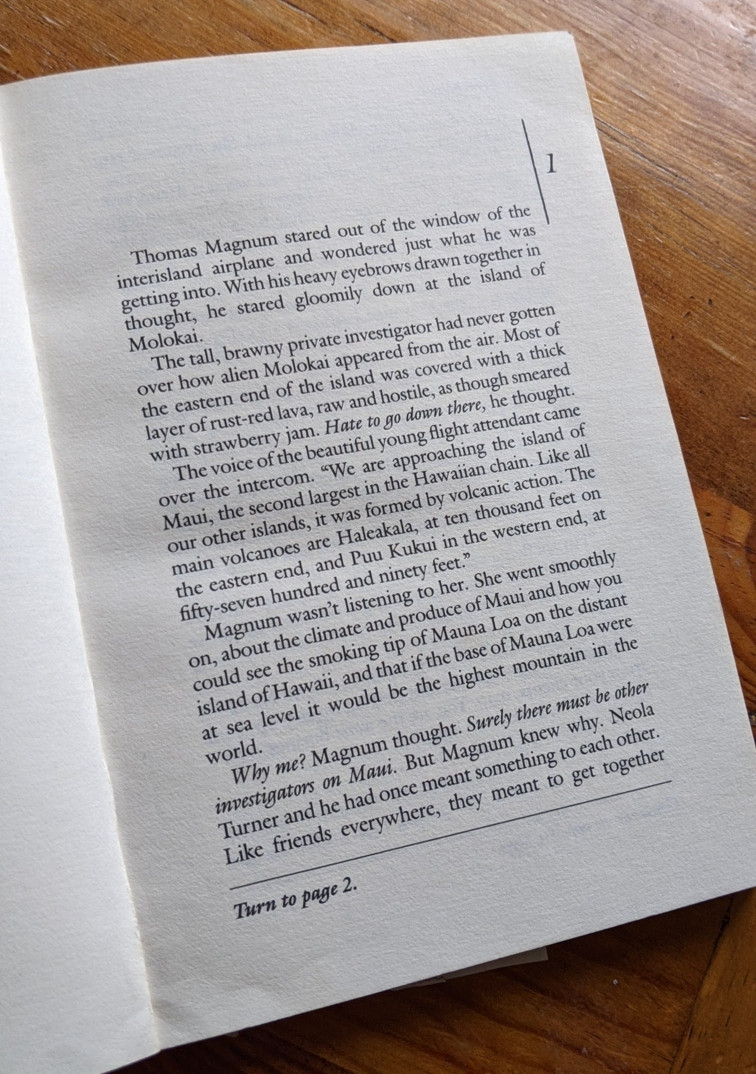 1
Thomas Magnum stared out of the window of the
interisland airplane and wondered just what he was
getting into. With his heavy eyebrows drawn together in
thought, he stared gloomily down at the island of
Molokai.
The tall, brawny private investigator had never gotten
over how alien Molokai appeared from the air. Most of
the eastern end of the island was covered with a thick
layer of rust-red lava, raw and hostile, as though smeared
with strawberry jam. Hate to go down there, he thought.
The voice of the beautiful young flight attendant came
over the intercom. “We are approaching the island of
Maui, the second largest in the Hawaiian chain. Like all
our other islands, it was formed by volcanic action. The
main volcanoes are Haleakala, at ten thousand feet on
the eastern end, and Puu Kukui in the western end, at
fifty-seven hundred and ninety feet.”
Magnum wasn’t listening to her. She went smoothly
on, about the climate and produce of Maui and how you
could see the smoking tip of Mauna Loa on the distant
island of Hawaii, and that if the base of Mauna Loa were
at sea level it would be the highest mountain in the
world.
Why me? Magnum thought. Surely there must be other
investigators on Maui. But Magnum knew why. Neola
Turner and he had once meant something to each other.
Like friends everywhere, they meant to get together
Turn to page 2.